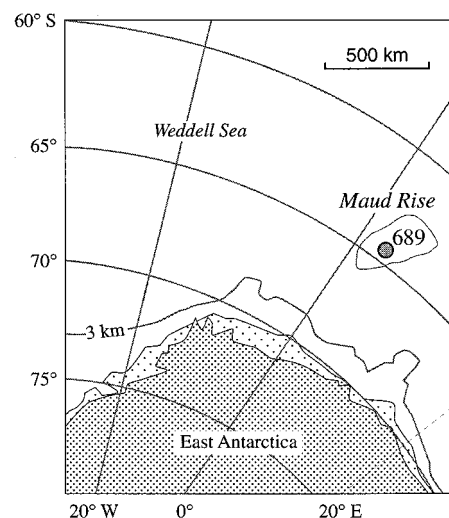 60° S
500 km
Weddell Sea
65°
Maud Rise
689
70°
3 km
75°
East Antarctica
20° W
0°
20° E